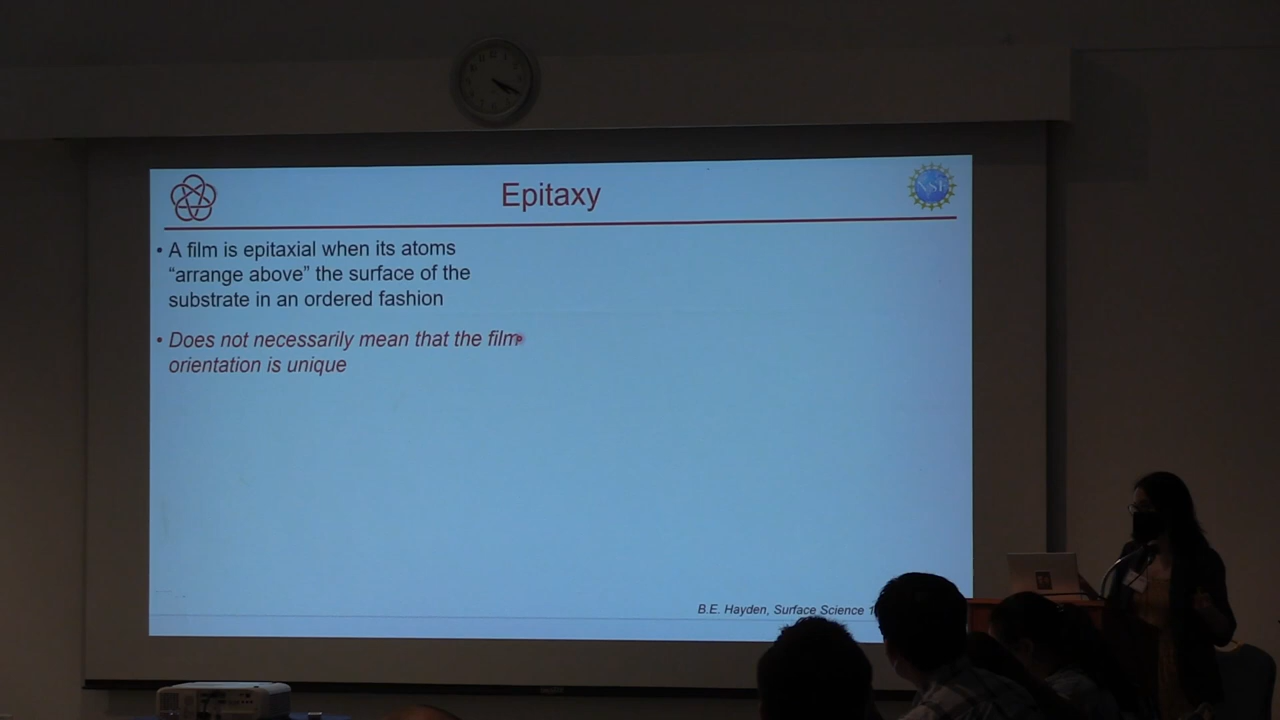 Epitaxy
NSF
• A film is epitaxial when its atoms
“arrange above” the surface of the
substrate in an ordered fashion
• Does not necessarily mean that the film
orientation is unique
B.E. Hayden, Surface Science